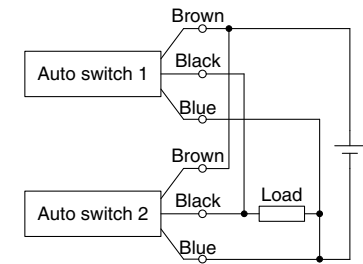 Brown
Auto switch 1
Black
Blue
Brown
Auto switch 2
Black
Load
Blue